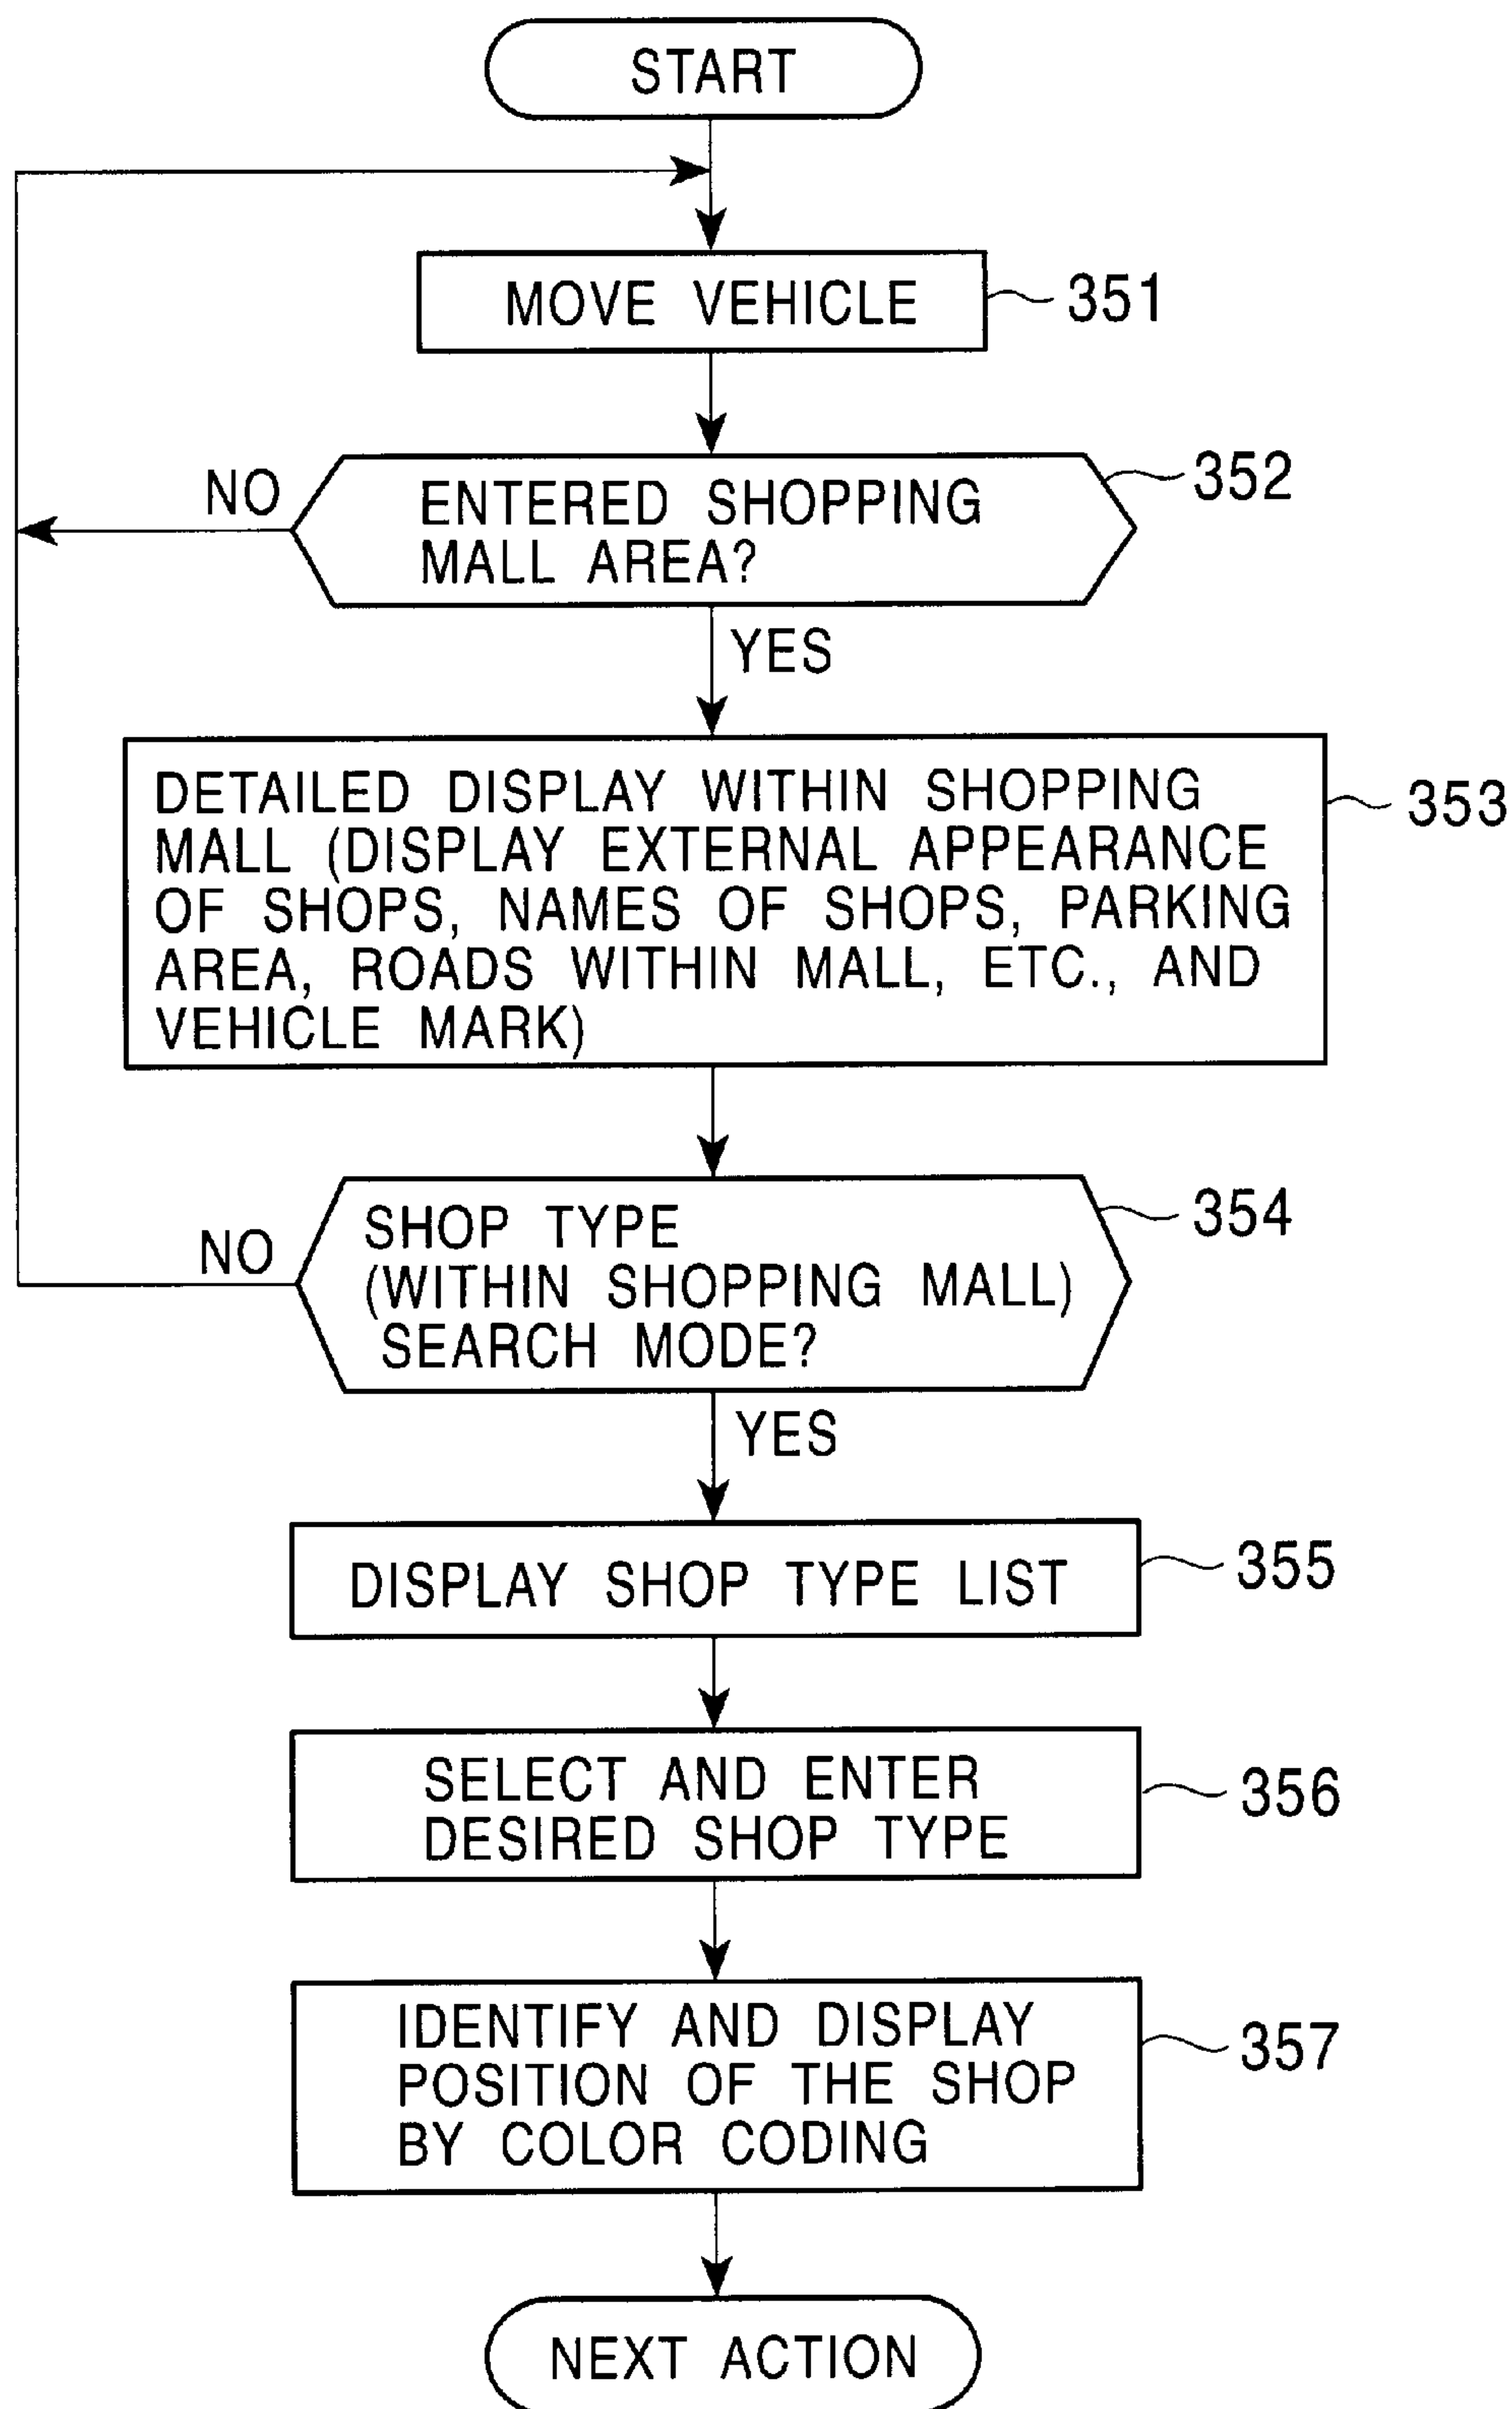 START
MOVE VEHICLE
351
NO
352
ENTERED SHOPPING
MALL AREA?
YES
DETAILED DISPLAY WITHIN SHOPPING
MALL (DISPLAY EXTERNAL APPEARANCE
OF SHOPS, NAMES OF SHOPS, PARKING
AREA, ROADS WITHIN MALL, ETC., AND
VEHICLE MARK)
353
SHOP TYPE
(WITHIN SHOPPING MALL)
SEARCH MODE?
354
NO
YES
DISPLAY SHOP TYPE LIST
355
SELECT AND ENTER
DESIRED SHOP TYPE
356
IDENTIFY AND DISPLAY
POSITION OF THE SHOP
BY COLOR CODING
357
NEXT ACTION